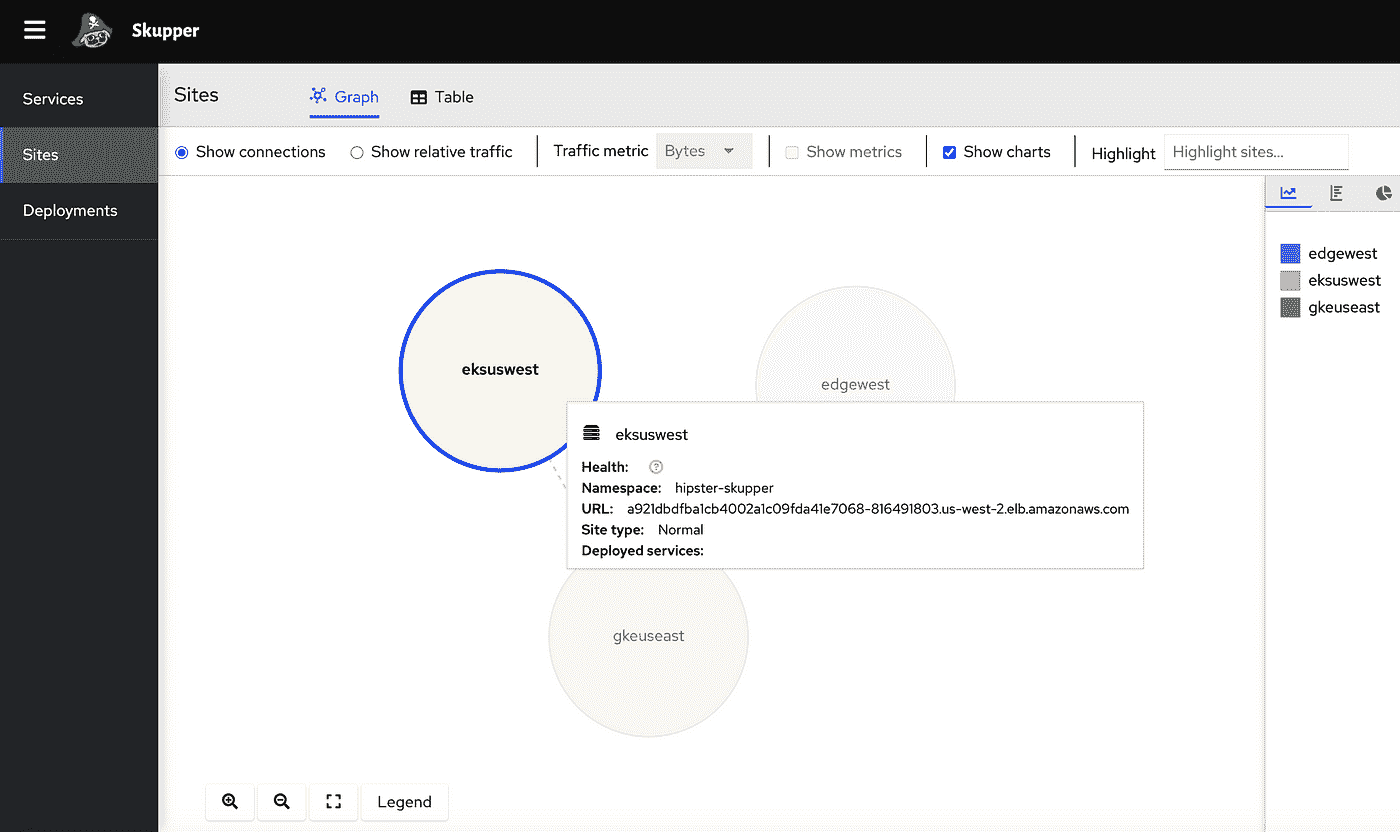 Skupper
Services
Sites
Deployments
Sites
Graph
Table
Show connections
Show relative traffic
Traffic metric
Bytes
Show metrics
Show charts
Highlight
Highlight sites...
edgewest
eksuswest
gkeuseast
eksuswest
edgewest
eksuswest
Health: ?
Namespace: hipster-skupper
URL: a921dbdfba1cb4002a1c09fda41e7068-816491803.us-west-2.elb.amazonaws.com
Site type: Normal
Deployed services:
gkeuseast
Legend